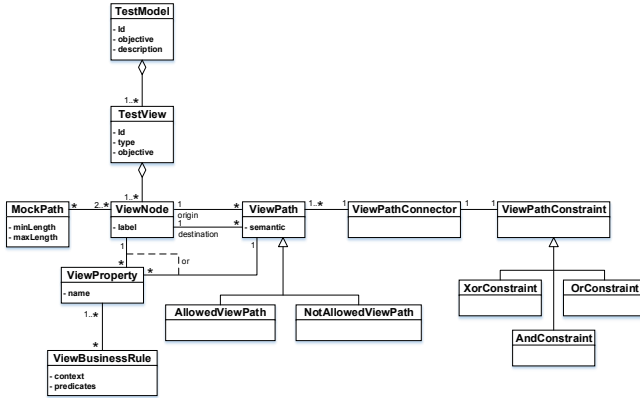 TestModel
- Id
- objective
- description
1..*
TestView
- Id
- type
- objective
1..*
MockPath
- minLength
- maxLength
*
2..*
ViewNode
- label
1
origin
*
1
destination
*
ViewPath
- semantic
1..*
1
ViewPathConnector
1
1
ViewPathConstraint
1
*
or
*
1
ViewProperty
- name
1..*
*
ViewBusinessRule
- context
- predicates
AllowedViewPath
NotAllowedViewPath
XorConstraint
OrConstraint
AndConstraint